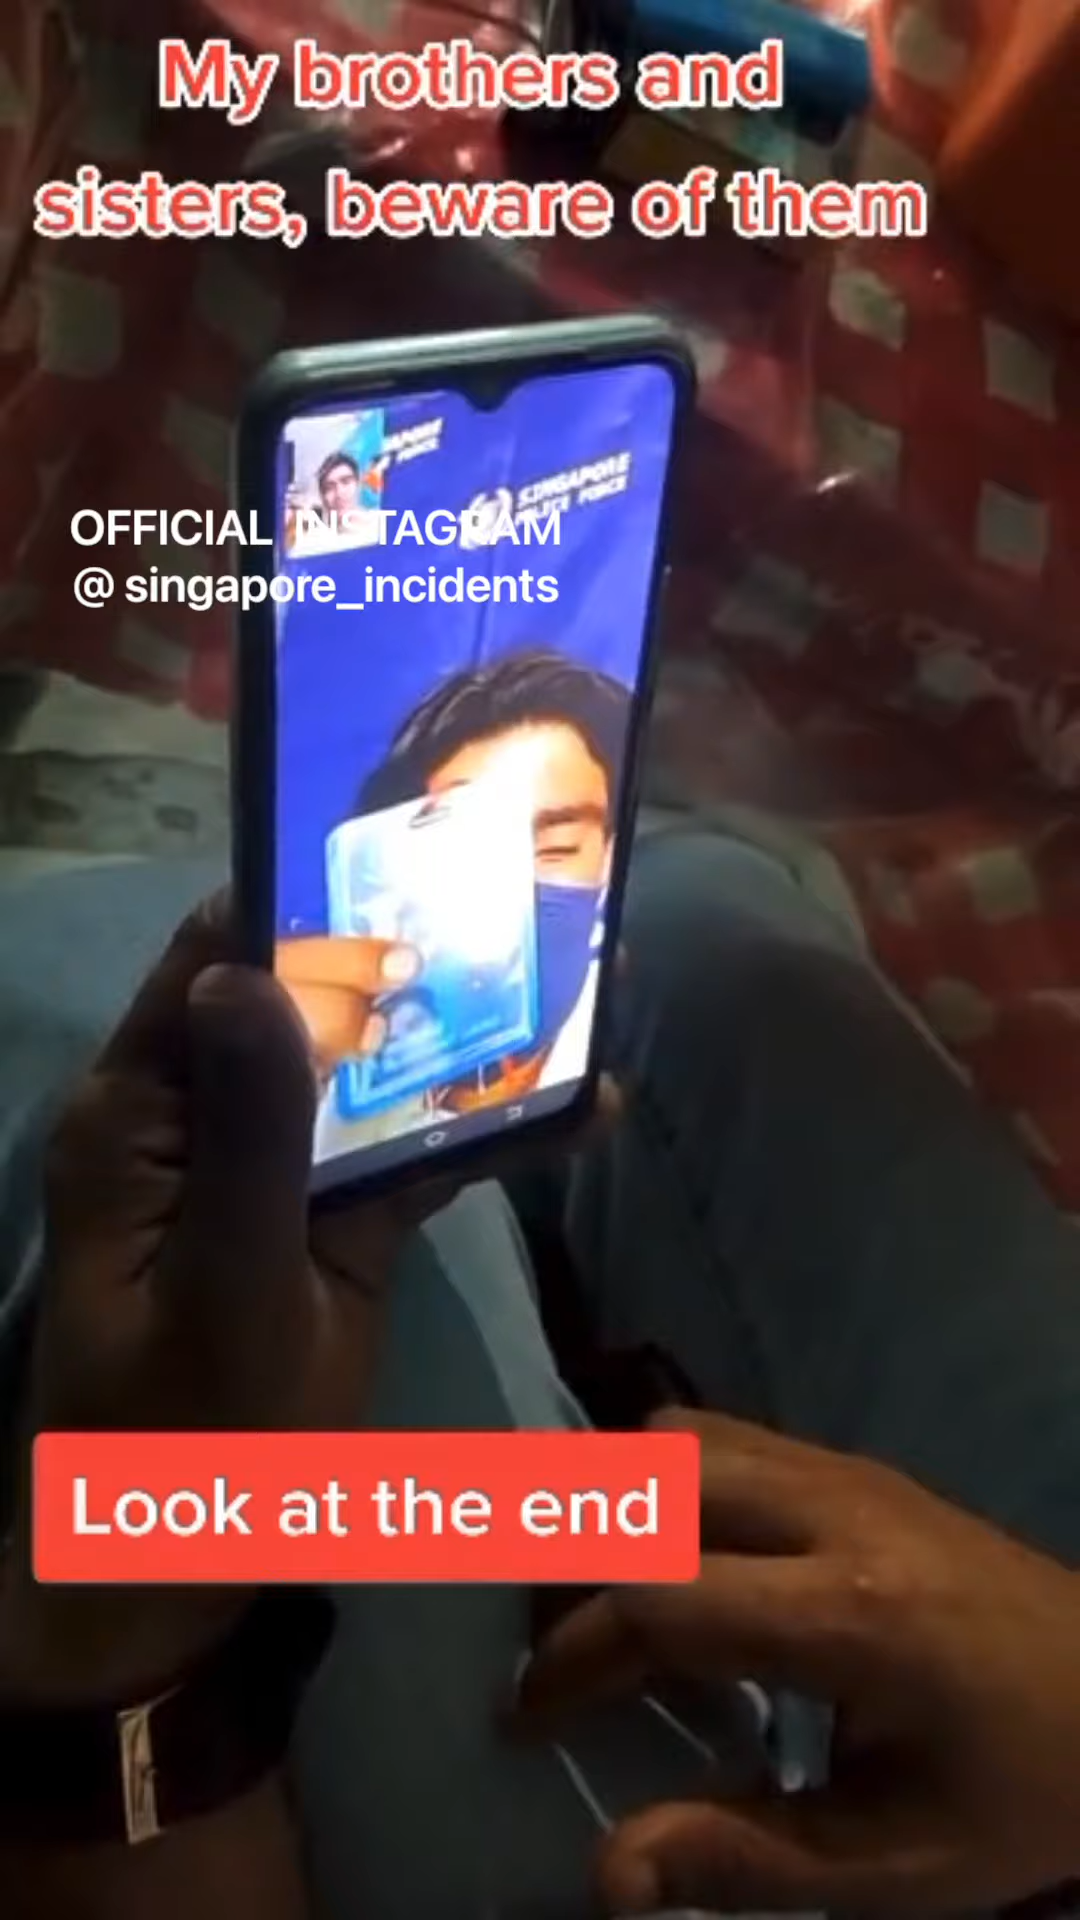 My brothers and
sisters, beware of them
SINGAPORE
POLICE FORCE
OFFICIAL INSTAGRAM
@singapore_incidents
Look at the end